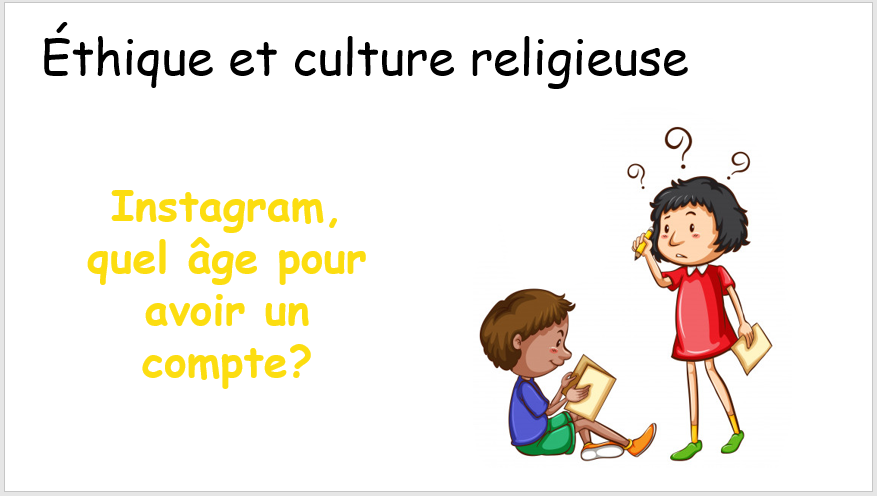 Éthique et culture religieuse
Instagram,
quel âge pour
avoir un
compte?